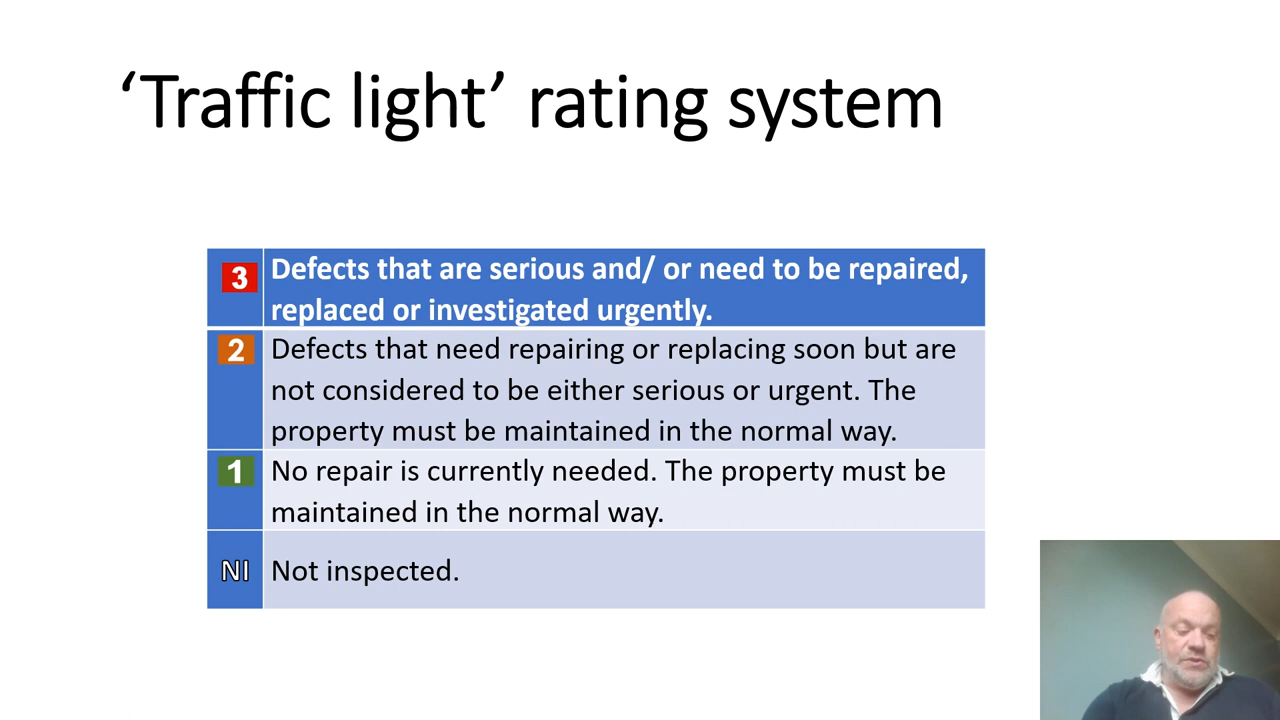 ‘Traffic light’ rating system
3 Defects that are serious and/ or need to be repaired,
replaced or investigated urgently.
2 Defects that need repairing or replacing soon but are
not considered to be either serious or urgent. The
property must be maintained in the normal way.
1 No repair is currently needed. The property must be
maintained in the normal way.
NI Not inspected.